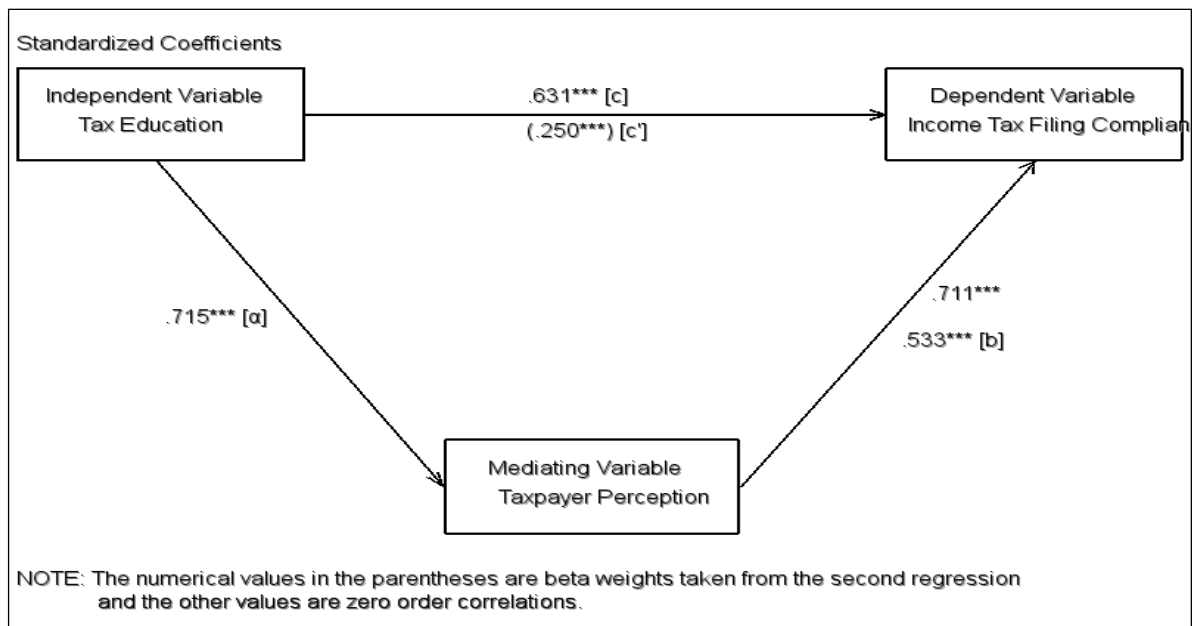 Standardized Coefficients
Independent Variable
Tax Education
.631*** [c]
(.250***) [c']
Dependent Variable
Income Tax Filing Complian
.715*** [α]
.711***
.533*** [b]
Mediating Variable
Taxpayer Perception
NOTE: The numerical values in the parentheses are beta weights taken from the second regression
and the other values are zero order correlations.